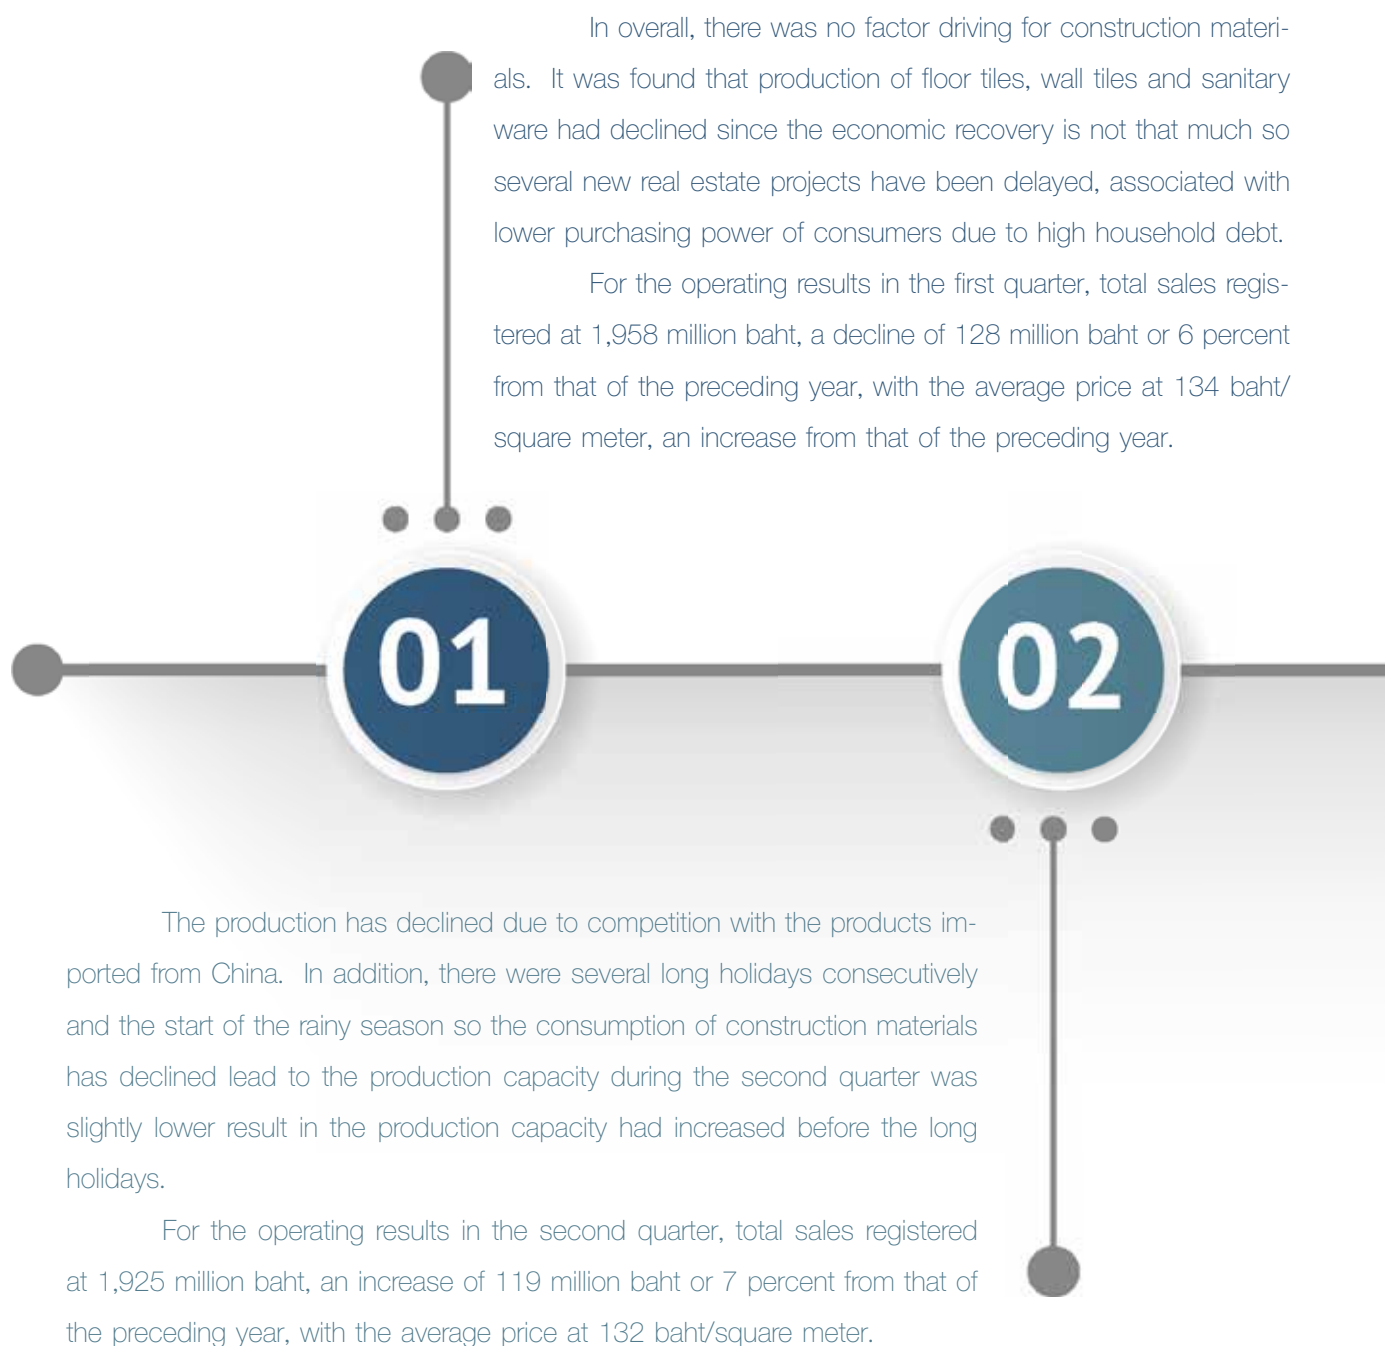 In overall, there was no factor driving for construction materi-
als. It was found that production of floor tiles, wall tiles and sanitary
ware had declined since the economic recovery is not that much so
several new real estate projects have been delayed, associated with
lower purchasing power of consumers due to high household debt.
For the operating results in the first quarter, total sales regis-
tered at 1,958 million baht, a decline of 128 million baht or 6 percent
from that of the preceding year, with the average price at 134 baht/
square meter, an increase from that of the preceding year.
01
02
The production has declined due to competition with the products im-
ported from China. In addition, there were several long holidays consecutively
and the start of the rainy season so the consumption of construction materials
has declined lead to the production capacity during the second quarter was
slightly lower result in the production capacity had increased before the long
holidays.
For the operating results in the second quarter, total sales registered
at 1,925 million baht, an increase of 119 million baht or 7 percent from that of
the preceding year, with the average price at 132 baht/square meter.